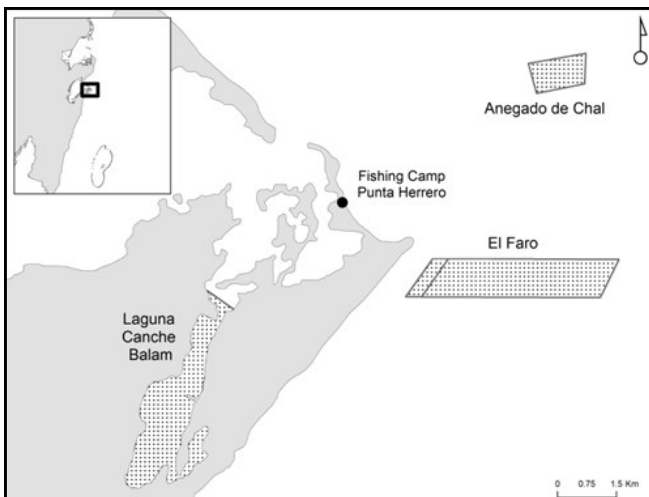 Anegado de Chal
Fishing Camp
Punta Herrero
El Faro
Laguna
Canche
Balam
0 0.75 1.5 Km